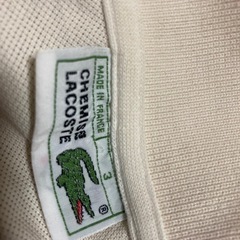 MADE IN FRANCE
CHEMISE
LACOSTE
3
®